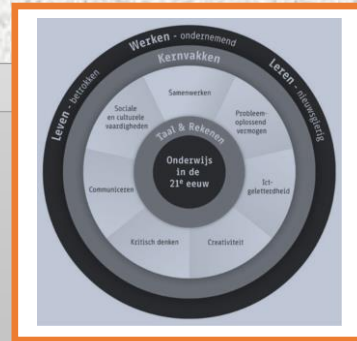 Leven - betrokken
Werken - ondernemend
Leren - nieuwsgierig
Kernvakken
Samenwerken
Probleem-
oplossend
vermogen
Ict-
geletterdheid
Creativiteit
Kritisch denken
Communiceren
Sociale
en culturele
vaardigheden
Taal & Rekenen
Onderwijs
in de
21e eeuw